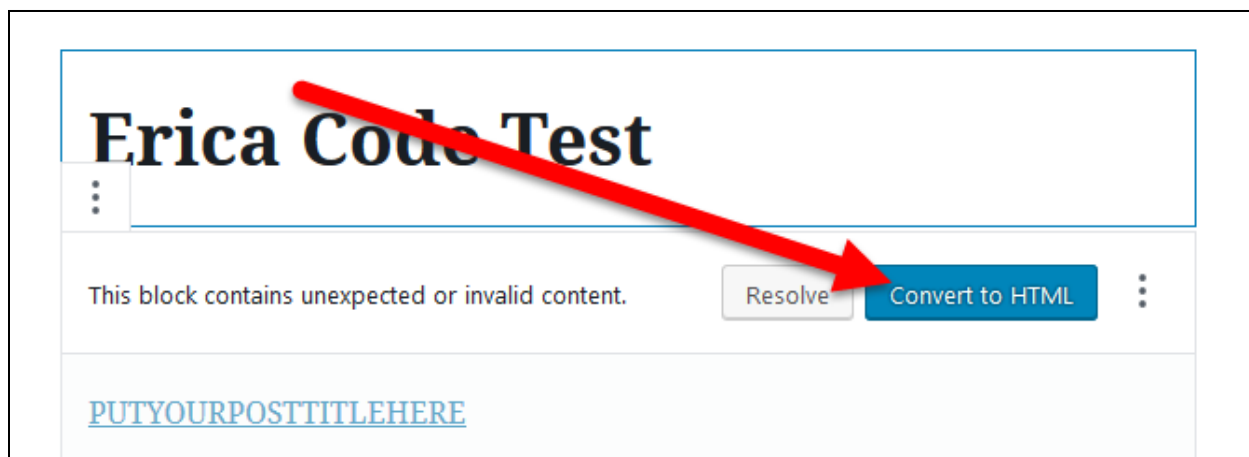 Erica Code Test
This block contains unexpected or invalid content.
Resolve
Convert to HTML
PUTYOURPOSTTITLEHERE